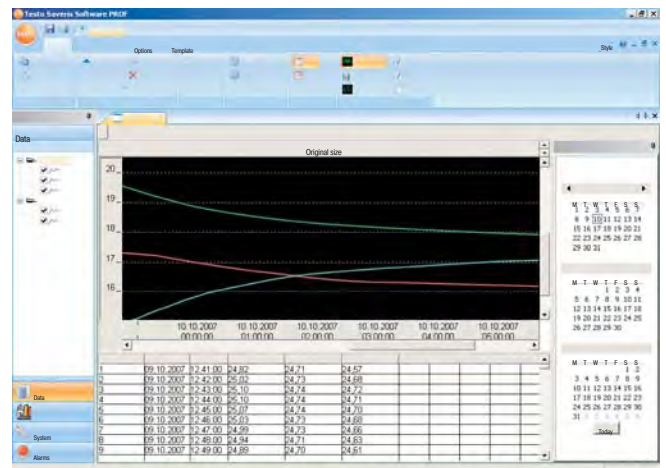 Testo Saveris Software PROF
Options Template Style
Data
Original size
20
19
18
17
16
10.10.2007 10.10.2007 10.10.2007 10.10.2007 10.10.2007
00:00:00 01:00:00 02:00:00 03:00:00 04:00:00 05:00:00
1 09.10.2007 12:41:00 24,82 24,71 24,57
2 09.10.2007 12:42:00 25,02 24,73 24,68
3 09.10.2007 12:43:00 25,10 24,74 24,72
4 09.10.2007 12:44:00 25,10 24,74 24,71
5 09.10.2007 12:45:00 25,07 24,74 24,70
6 09.10.2007 12:46:00 25,03 24,73 24,68
7 09.10.2007 12:47:00 24,99 24,73 24,66
8 09.10.2007 12:48:00 24,94 24,71 24,63
9 09.10.2007 12:49:00 24,89 24,70 24,61
Data
System
Alarms
M T W T F S S
1 2 3 4 5 6 7
8 9 10 11 12 13 14
15 16 17 18 19 20 21
22 23 24 25 26 27 28
29 30 31
M T W T F S S
1 2 3 4
5 6 7 8 9 10 11
12 13 14 15 16 17 18
19 20 21 22 23 24 25
26 27 28 29 30
M T W T F S S
1 2
3 4 5 6 7 8 9
10 11 12 13 14 15 16
17 18 19 20 21 22 23
24 25 26 27 28 29 30
31
Today